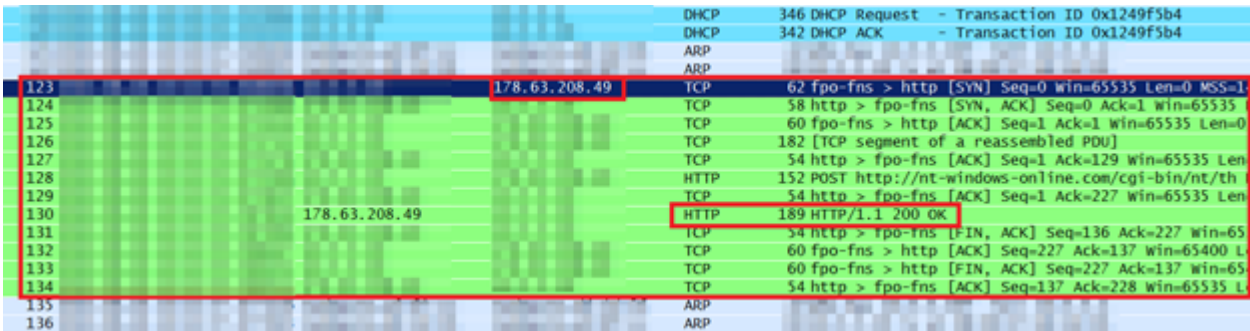 DHCP 346 DHCP Request - Transaction ID 0x1249f5b4
DHCP 342 DHCP ACK - Transaction ID 0x1249f5b4
ARP
ARP
123 178.63.208.49 TCP 62 fpo-fns > http [SYN] Seq=0 Win=65535 Len=0
124 TCP 58 http > fpo-fns [SYN, ACK] Seq=0 Ack=1 Win=65535
125 TCP 60 fpo-fns > http [ACK] Seq=1 Ack=1 Win=65535 Len=0
126 TCP 182 [TCP segment of a reassembled PDU]
127 TCP 54 http > fpo-fns [ACK] Seq=1 Ack=129 Win=65535 Len
128 HTTP 152 POST http://nt-windows-online.com/cgi-bin/nt/th
129 TCP 54 http > fpo-fns [ACK] Seq=1 Ack=227 Win=65535 Len
130 178.63.208.49 HTTP 189 HTTP/1.1 200 OK
131 TCP 54 http > fpo-fns [FIN, ACK] Seq=136 Ack=227 Win=65
132 TCP 60 fpo-fns > http [ACK] Seq=227 Ack=137 Win=65400 L
133 TCP 60 fpo-fns > http [FIN, ACK] Seq=227 Ack=137 Win=65
134 TCP 54 http > fpo-fns [ACK] Seq=137 Ack=228 Win=65535
135 ARP
136 ARP